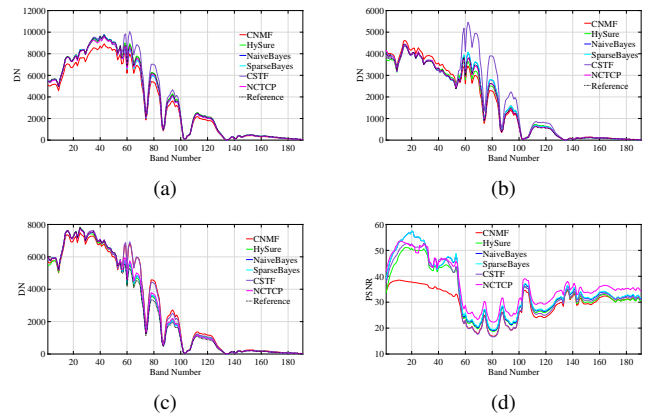 12000
10000
8000
6000
4000
2000
0
DN
20 40 60 80 100 120 140 160 180
Band Number
CNMF
HySure
NaiveBayes
SparseBayes
CSTF
NCTCP
Reference
(a)
6000
5000
4000
3000
2000
1000
0
DN
20 40 60 80 100 120 140 160 180
Band Number
CNMF
HySure
NaiveBayes
SparseBayes
CSTF
NCTCP
Reference
(b)
8000
6000
4000
2000
0
DN
20 40 60 80 100 120 140 160 180
Band Number
CNMF
HySure
NaiveBayes
SparseBayes
CSTF
NCTCP
Reference
(c)
60
50
40
30
20
10
PSNR
20 40 60 80 100 120 140 160 180
Band Number
CNMF
HySure
NaiveBayes
SparseBayes
CSTF
NCTCP
(d)